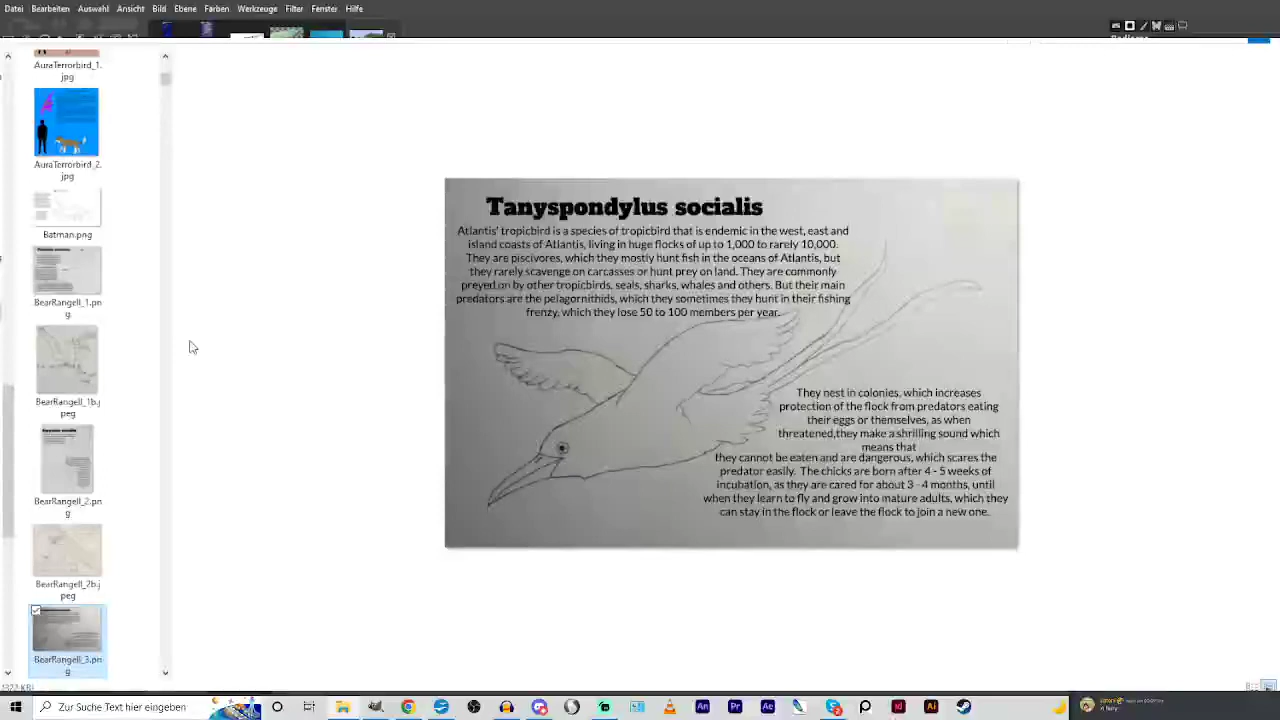 Datei Bearbeiten Auswahl Ansicht Bild Ebene Farben Werkzeuge Filter Fenster Hilfe
AuraTerrorbird_1.
jpg
AuraTerrorbird_2.
jpg
Batman.png
BearRangell_1.pn
g
BearRangell_1b.j
peg
BearRangell_2.pn
g
BearRangell_2b.j
peg
BearRangell_3.pn
g
Tanyspondylus socialis
Atlantis' tropicbird is a species of tropicbird that is endemic in the west, east and
island coasts of Atlantis, living in huge flocks of up to 1,000 to rarely 10,000.
They are piscivores, which they mostly hunt fish in the oceans of Atlantis, but
they rarely scavenge on carcasses or hunt prey on land. They are commonly
preyed on by other tropicbirds, seals, sharks, whales and others. But their main
predators are the pelagornithids, which they sometimes they hunt in their fishing
frenzy, which they lose 50 to 100 members per year.
They nest in colonies, which increases
protection of the flock from predators eating
their eggs or themselves, as when
threatened,they make a shrilling sound which
means that
they cannot be eaten and are dangerous, which scares the
predator easily. The chicks are born after 4 - 5 weeks of
incubation, as they are cared for about 3 - 4 months, until
when they learn to fly and grow into mature adults, which they
can stay in the flock or leave the flock to join a new one.
Zur Suche Text hier eingeben
An Pr Ae Id Ai